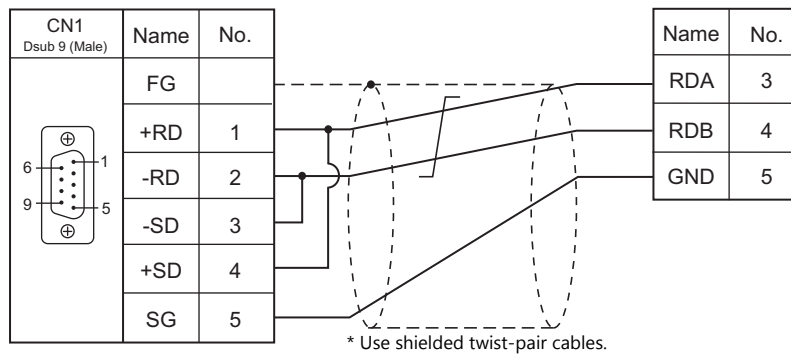 CN1
Dsub 9 (Male)
Name No.
FG
+RD 1
-RD 2
-SD 3
+SD 4
SG 5
6
1
9
5
Name No.
RDA 3
RDB 4
GND 5
* Use shielded twist-pair cables.